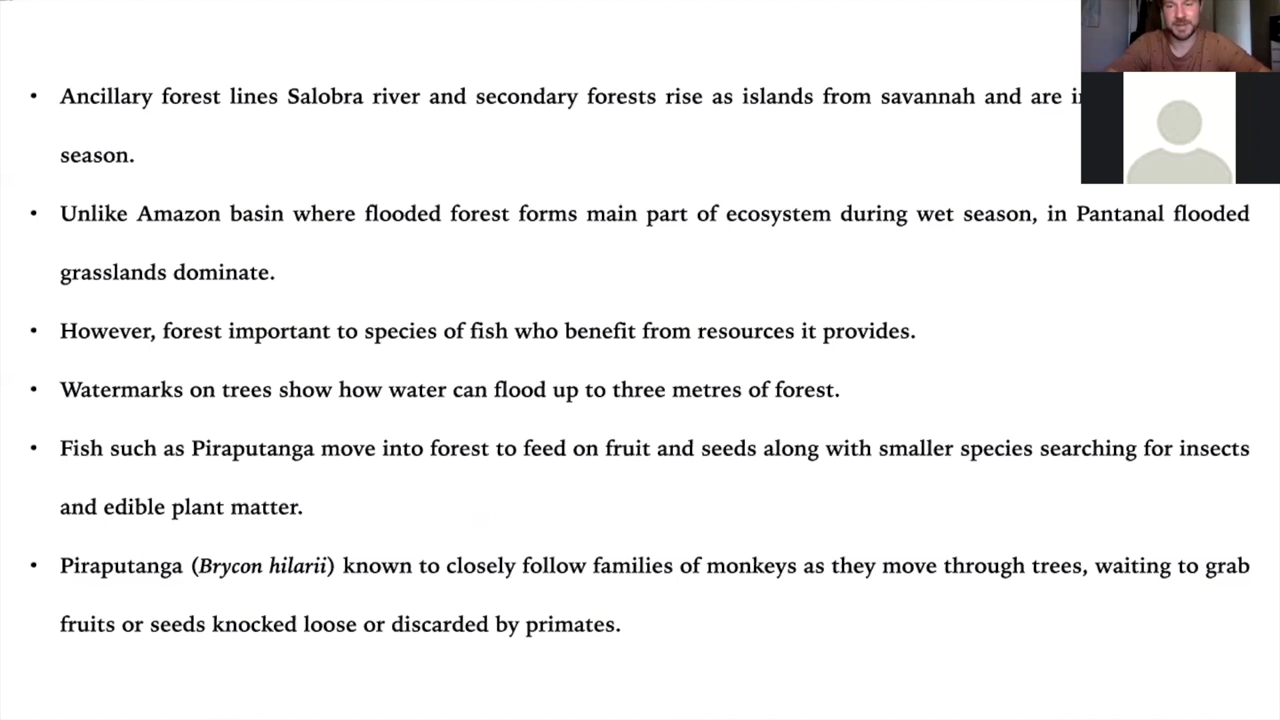 • Ancillary forest lines Salobra river and secondary forests rise as islands from savannah and are
season.
• Unlike Amazon basin where flooded forest forms main part of ecosystem during wet season, in Pantanal flooded
grasslands dominate.
• However, forest important to species of fish who benefit from resources it provides.
• Watermarks on trees show how water can flood up to three metres of forest.
• Fish such as Piraputanga move into forest to feed on fruit and seeds along with smaller species searching for insects
and edible plant matter.
• Piraputanga (Brycon hilarii) known to closely follow families of monkeys as they move through trees, waiting to grab
fruits or seeds knocked loose or discarded by primates.